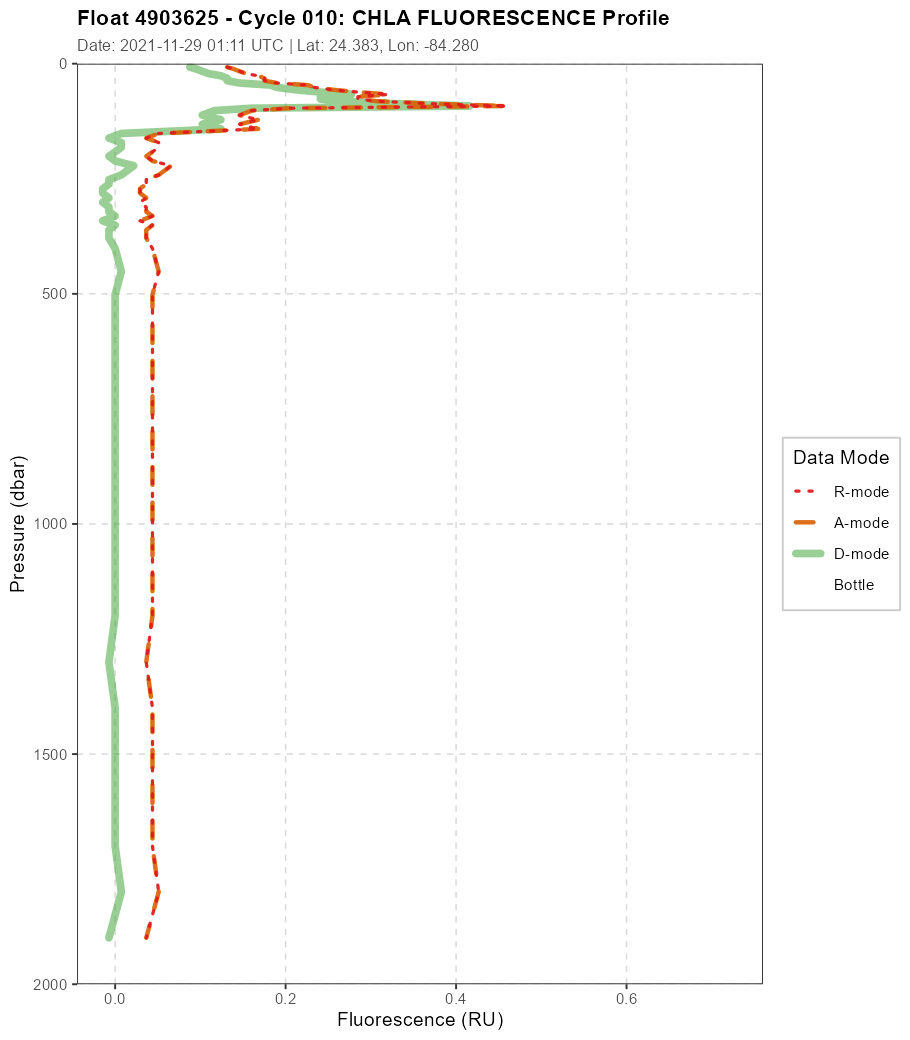 Float 4903625 - Cycle 010: CHLA FLUORESCENCE Profile
Date: 2021-11-29 01:11 UTC | Lat: 24.383, Lon: -84.280
0
500
1000
1500
2000
Pressure (dbar)
0.0 0.2 0.4 0.6
Fluorescence (RU)
Data Mode
R-mode
A-mode
D-mode
Bottle